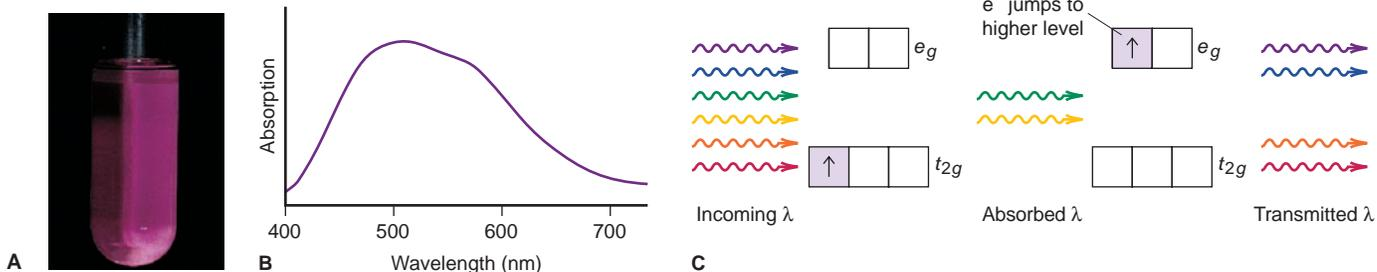 A
Absorption
400
500
600
700
Wavelength (nm)
B
e⁻ jumps to
higher level
e_g
t_2g
Incoming λ
Absorbed λ
e_g
t_2g
Transmitted λ
C